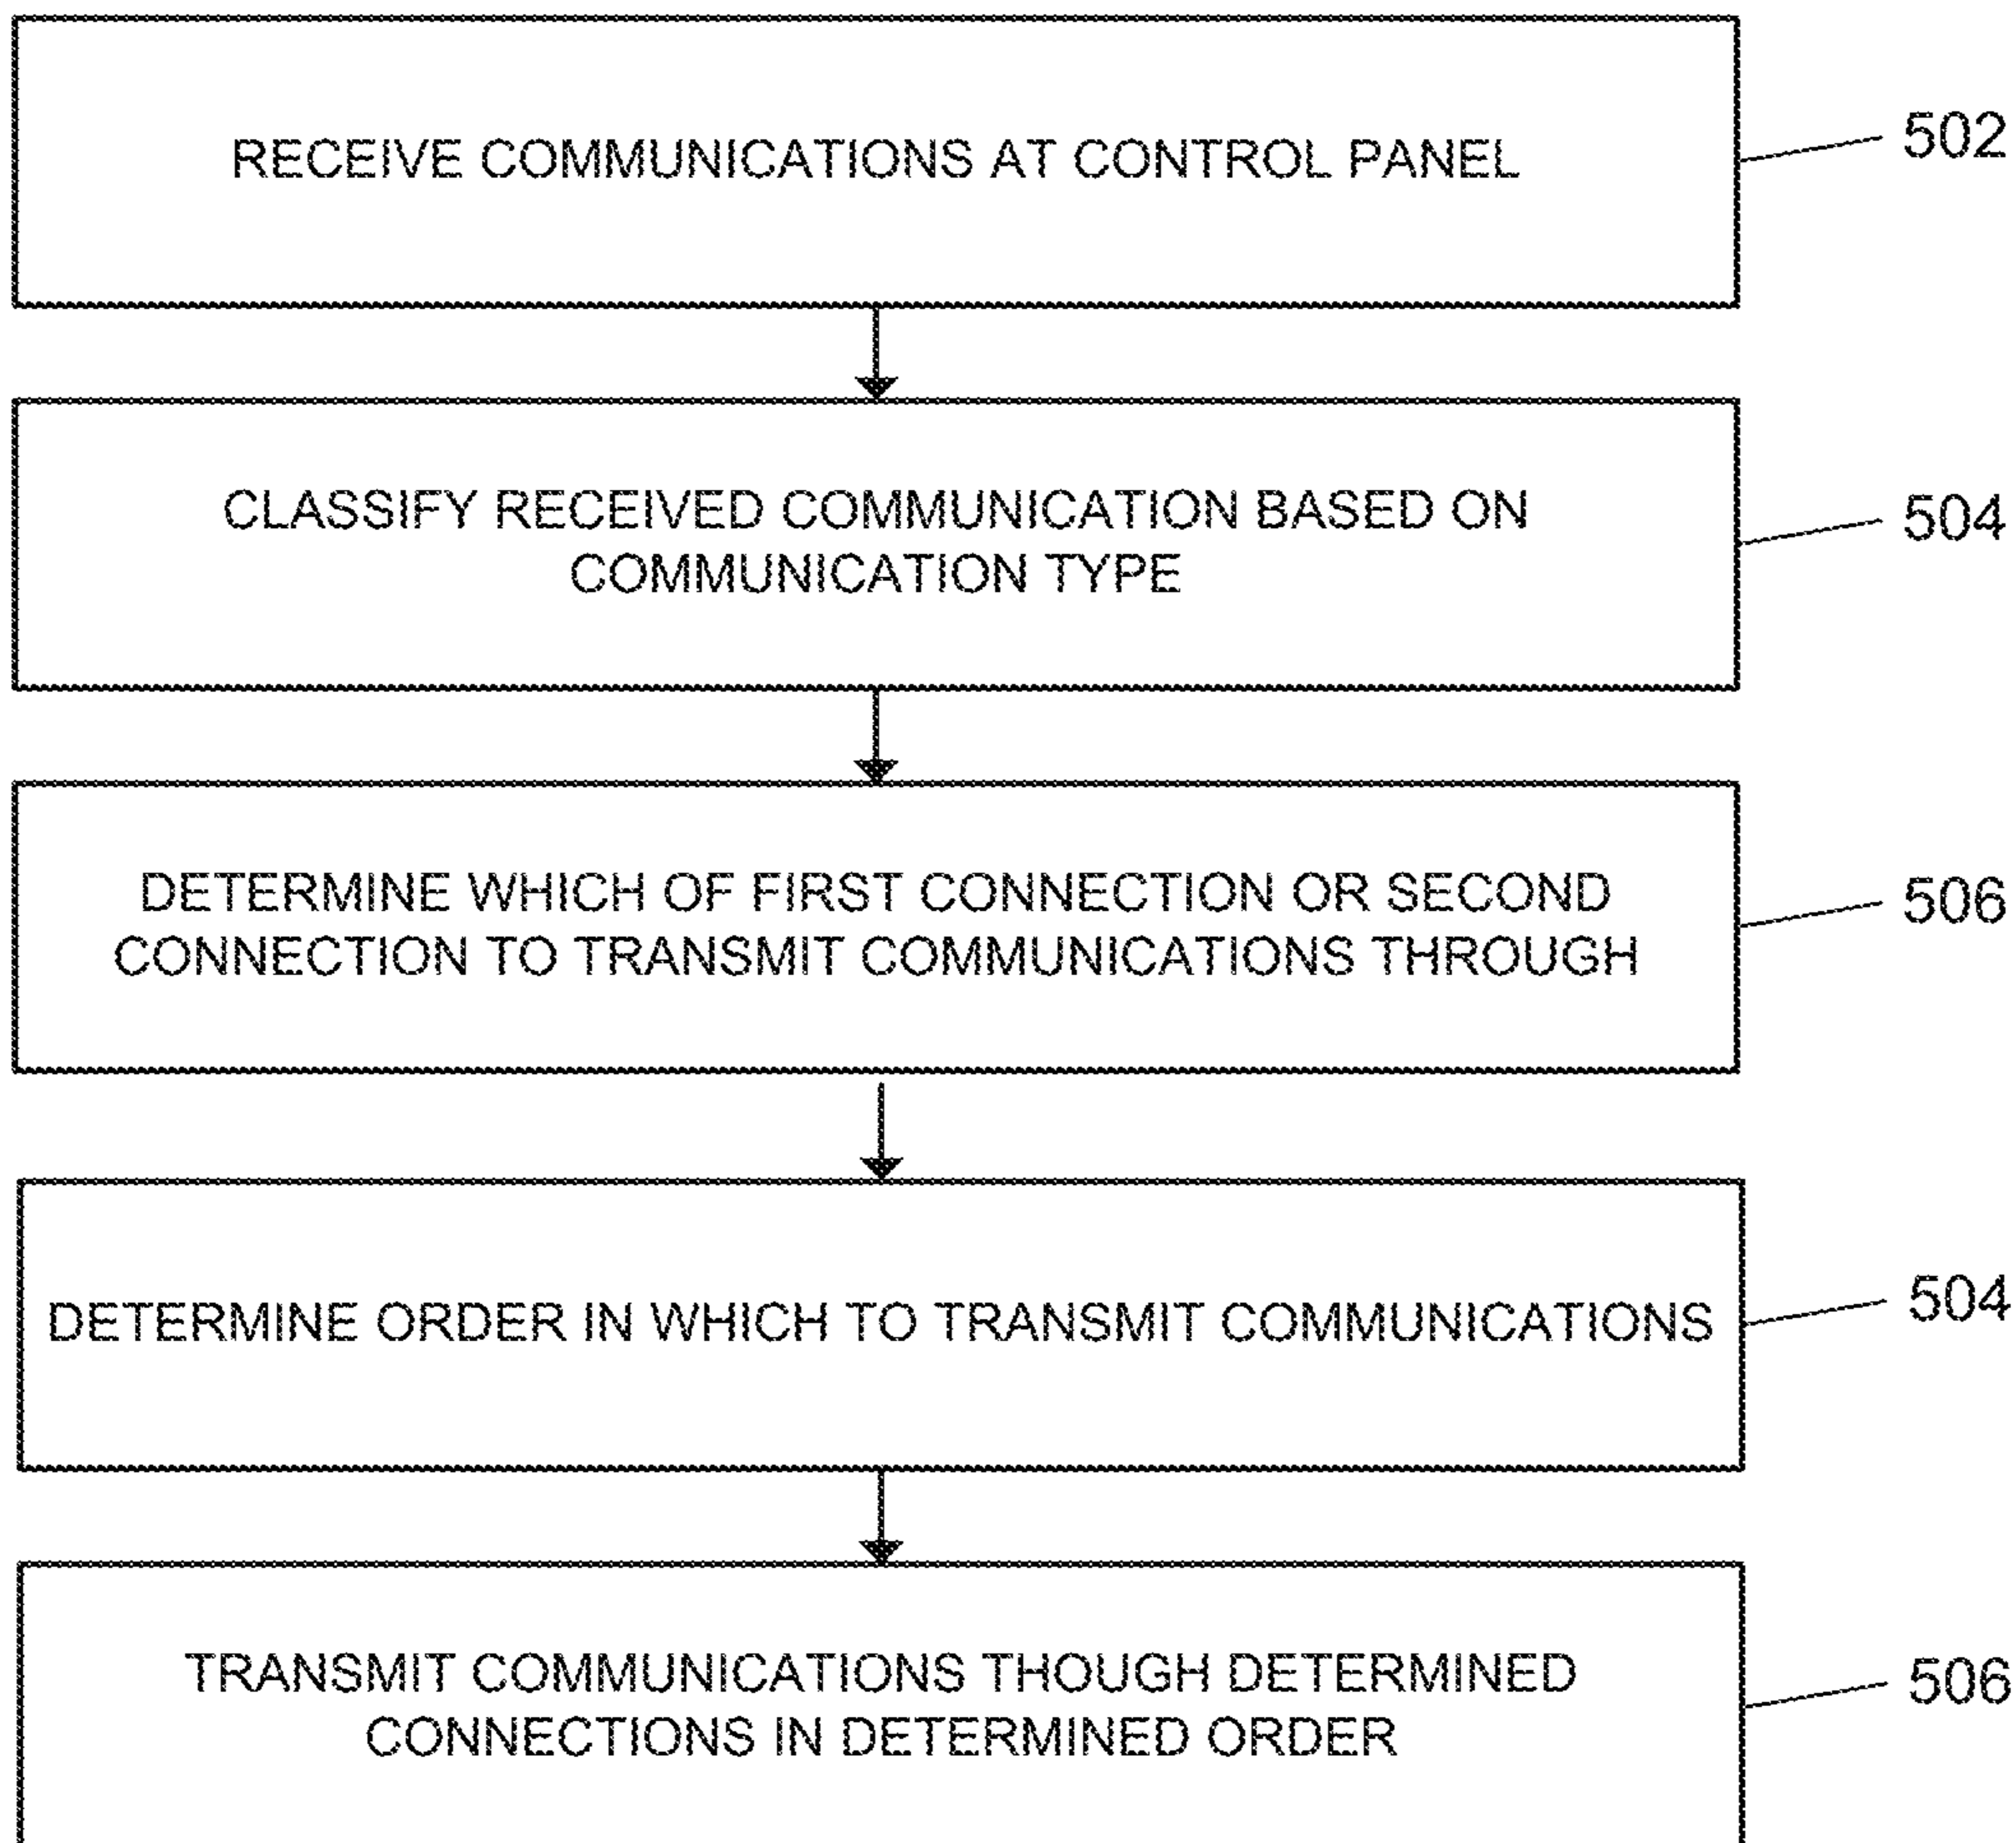 RECEIVE COMMUNICATIONS AT CONTROL PANEL
502
CLASSIFY RECEIVED COMMUNICATION BASED ON
COMMUNICATION TYPE
504
DETERMINE WHICH OF FIRST CONNECTION OR SECOND
CONNECTION TO TRANSMIT COMMUNICATIONS THROUGH
506
DETERMINE ORDER IN WHICH TO TRANSMIT COMMUNICATIONS
504
TRANSMIT COMMUNICATIONS THOUGH DETERMINED
CONNECTIONS IN DETERMINED ORDER
506